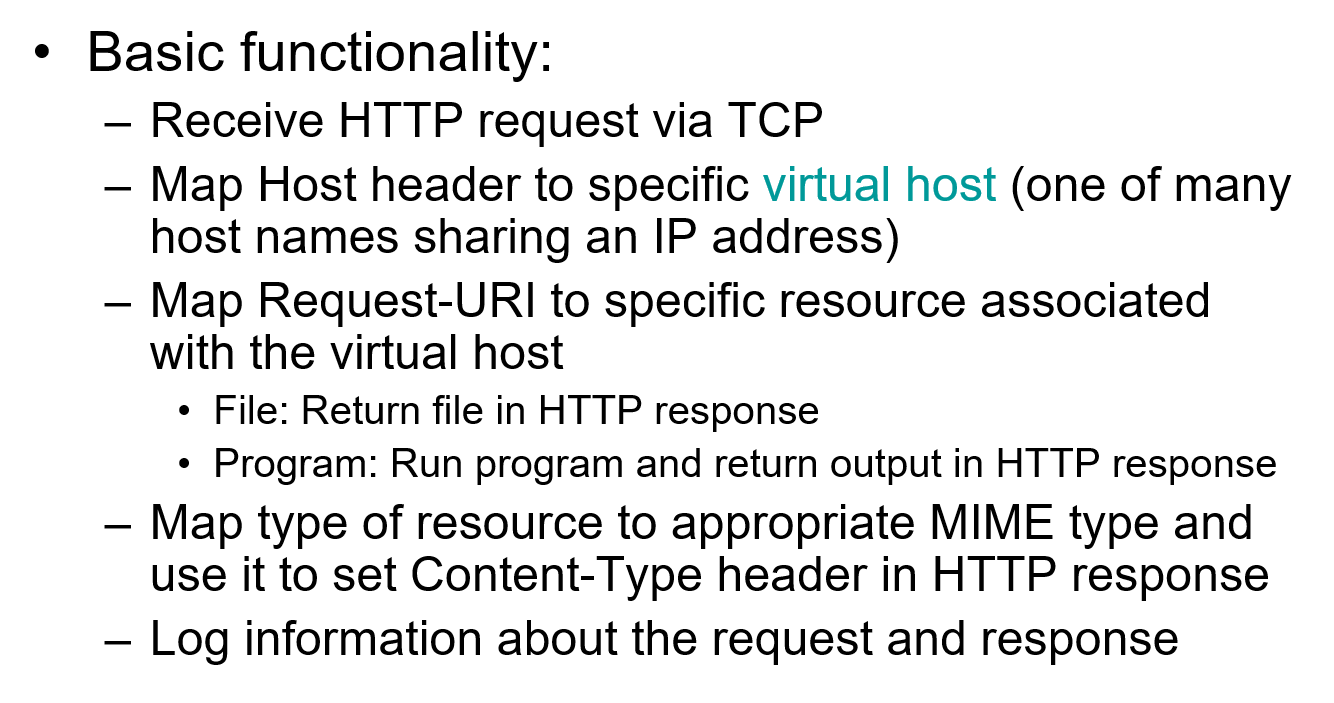 • Basic functionality:
– Receive HTTP request via TCP
– Map Host header to specific virtual host (one of many
host names sharing an IP address)
– Map Request-URI to specific resource associated
with the virtual host
• File: Return file in HTTP response
• Program: Run program and return output in HTTP response
– Map type of resource to appropriate MIME type and
use it to set Content-Type header in HTTP response
– Log information about the request and response